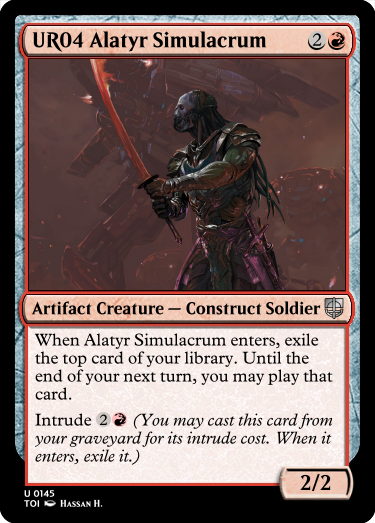 UR04 Alatyr Simulacrum 2
Artifact Creature — Construct Soldier
When Alatyr Simulacrum enters, exile
the top card of your library. Until the
end of your next turn, you may play that
card.
Intrude 2 (You may cast this card from
your graveyard for its intrude cost. When it
enters, exile it.)
2/2
U 0145
TOI HASSAN H.